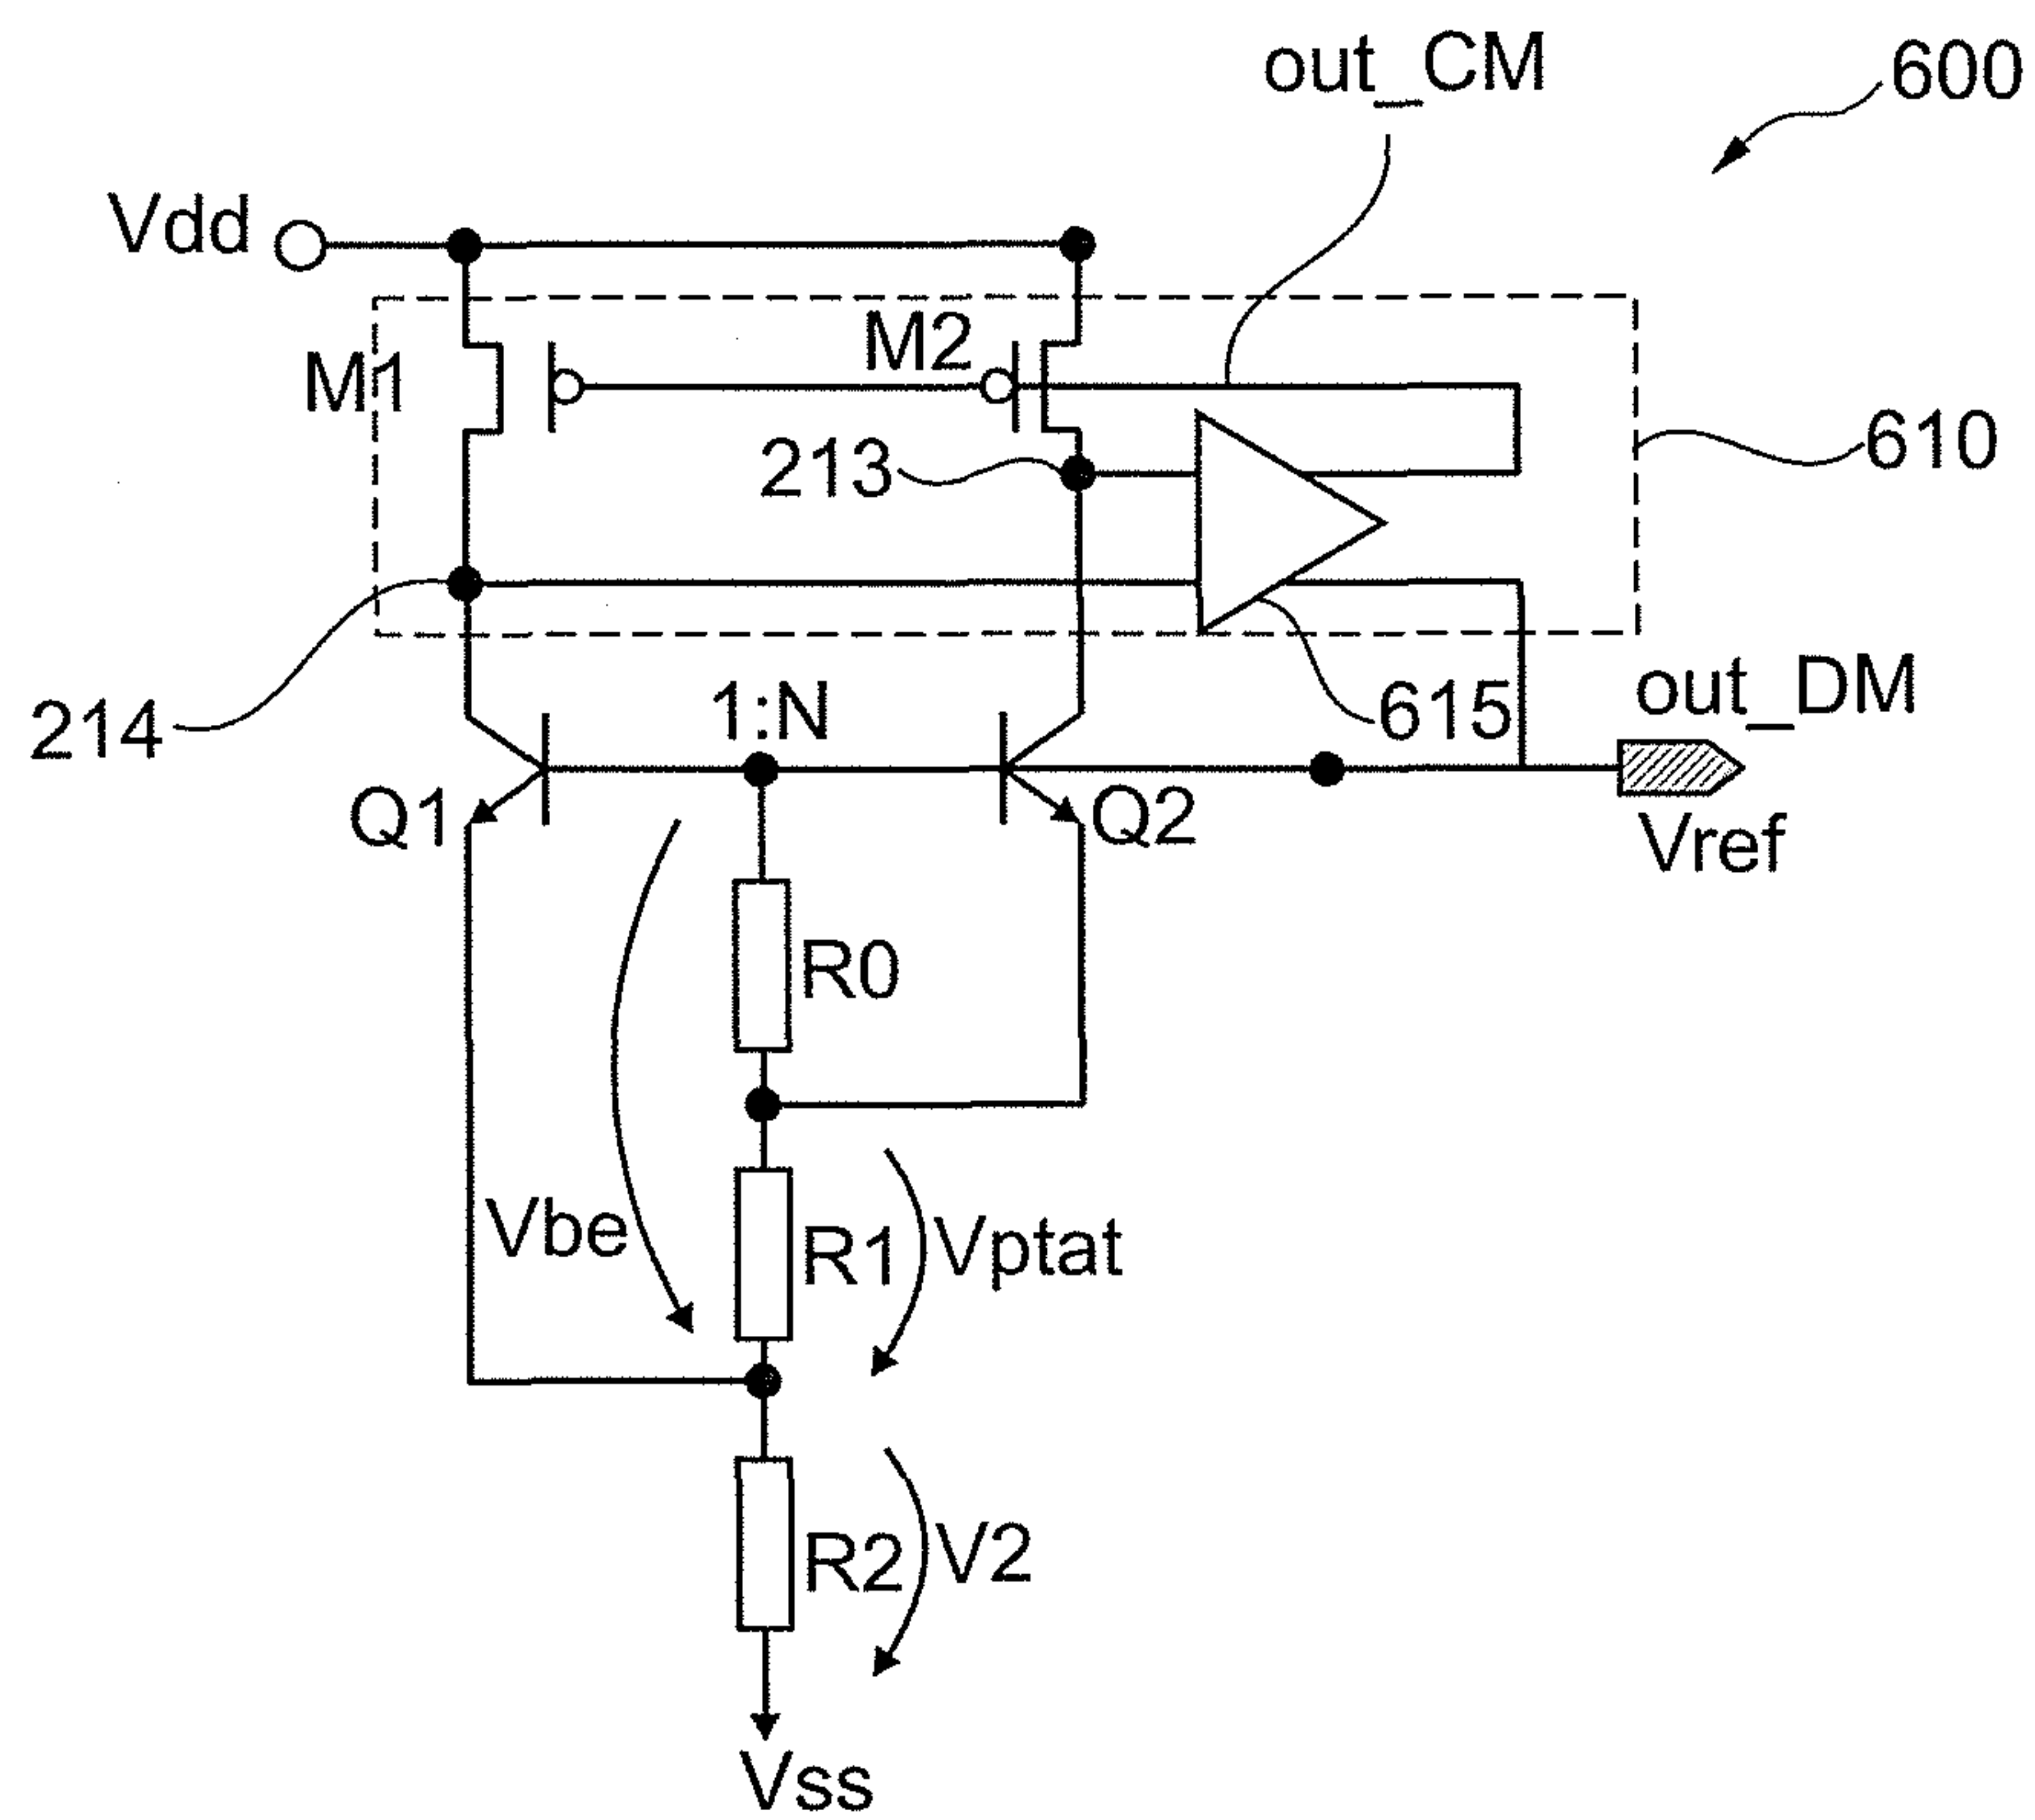 out_CM
600
Vdd
M1
M2
213
610
214
1:N
615
out_DM
Q1
Q2
Vref
R0
Vbe
R1
Vptat
R2
V2
Vss